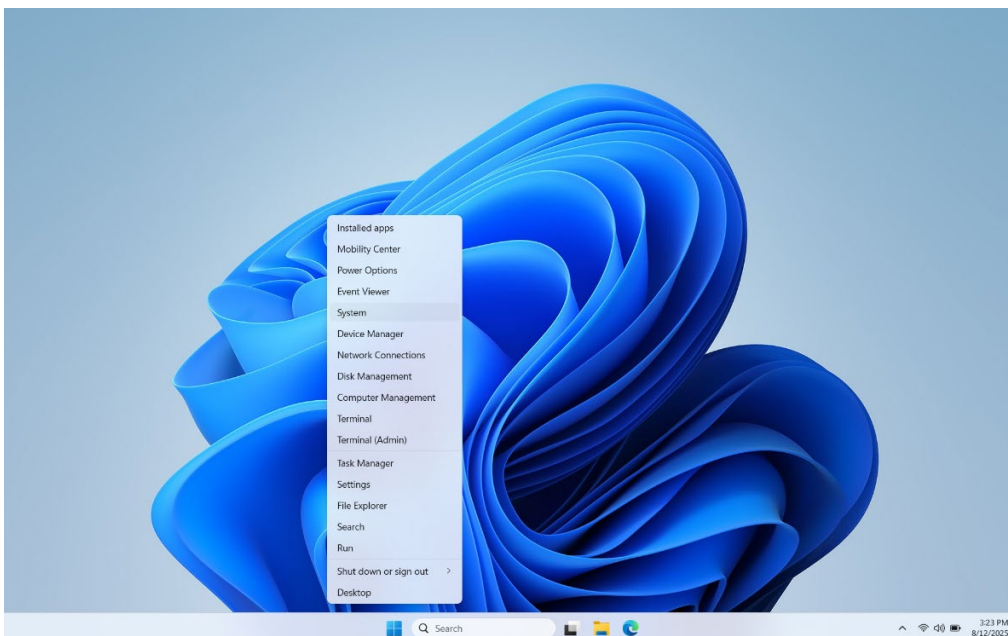 Installed apps
Mobility Center
Power Options
Event Viewer
System
Device Manager
Network Connections
Disk Management
Computer Management
Terminal
Terminal (Admin)
Task Manager
Settings
File Explorer
Search
Run
Shut down or sign out
Desktop
Search
3:23 PM